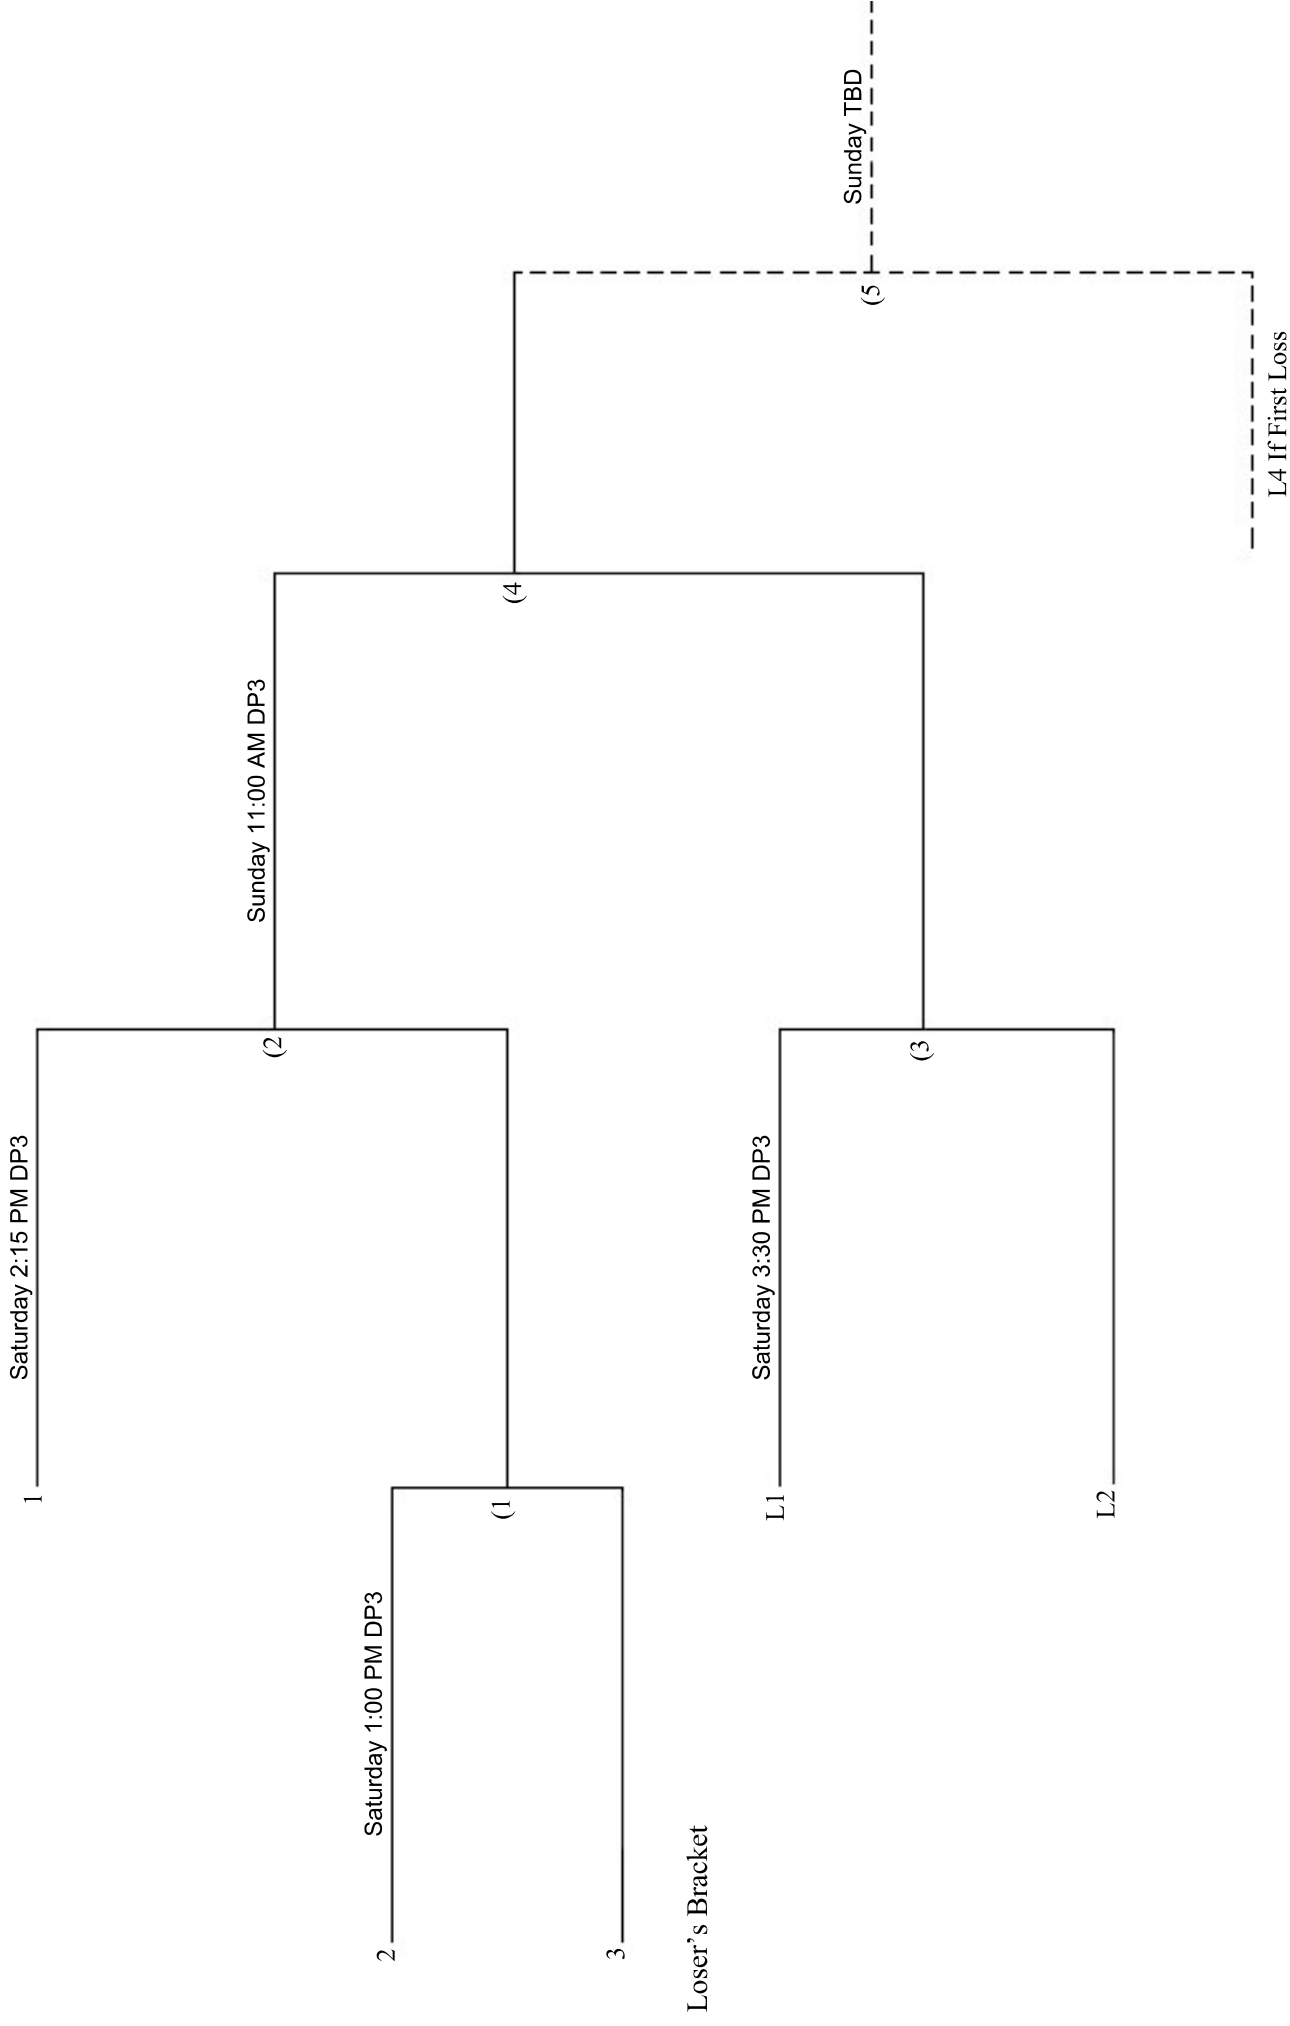 1
Saturday 2:15 PM DP3
(2
Sunday 11:00 AM DP3
2
Saturday 1:00 PM DP3
(1
3
(4
Loser’s Bracket
L1
Saturday 3:30 PM DP3
(3
L2
(5
Sunday TBD
L4 If First Loss